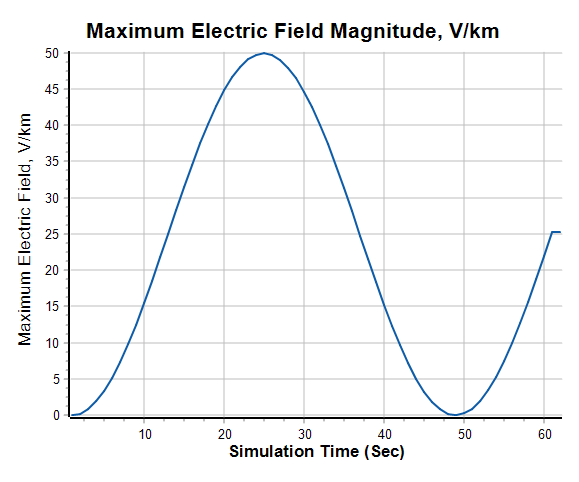 Maximum Electric Field Magnitude, V/km
Maximum Electric Field, V/km
50
45
40
35
30
25
20
15
10
5
0
10 20 30 40 50 60
Simulation Time (Sec)